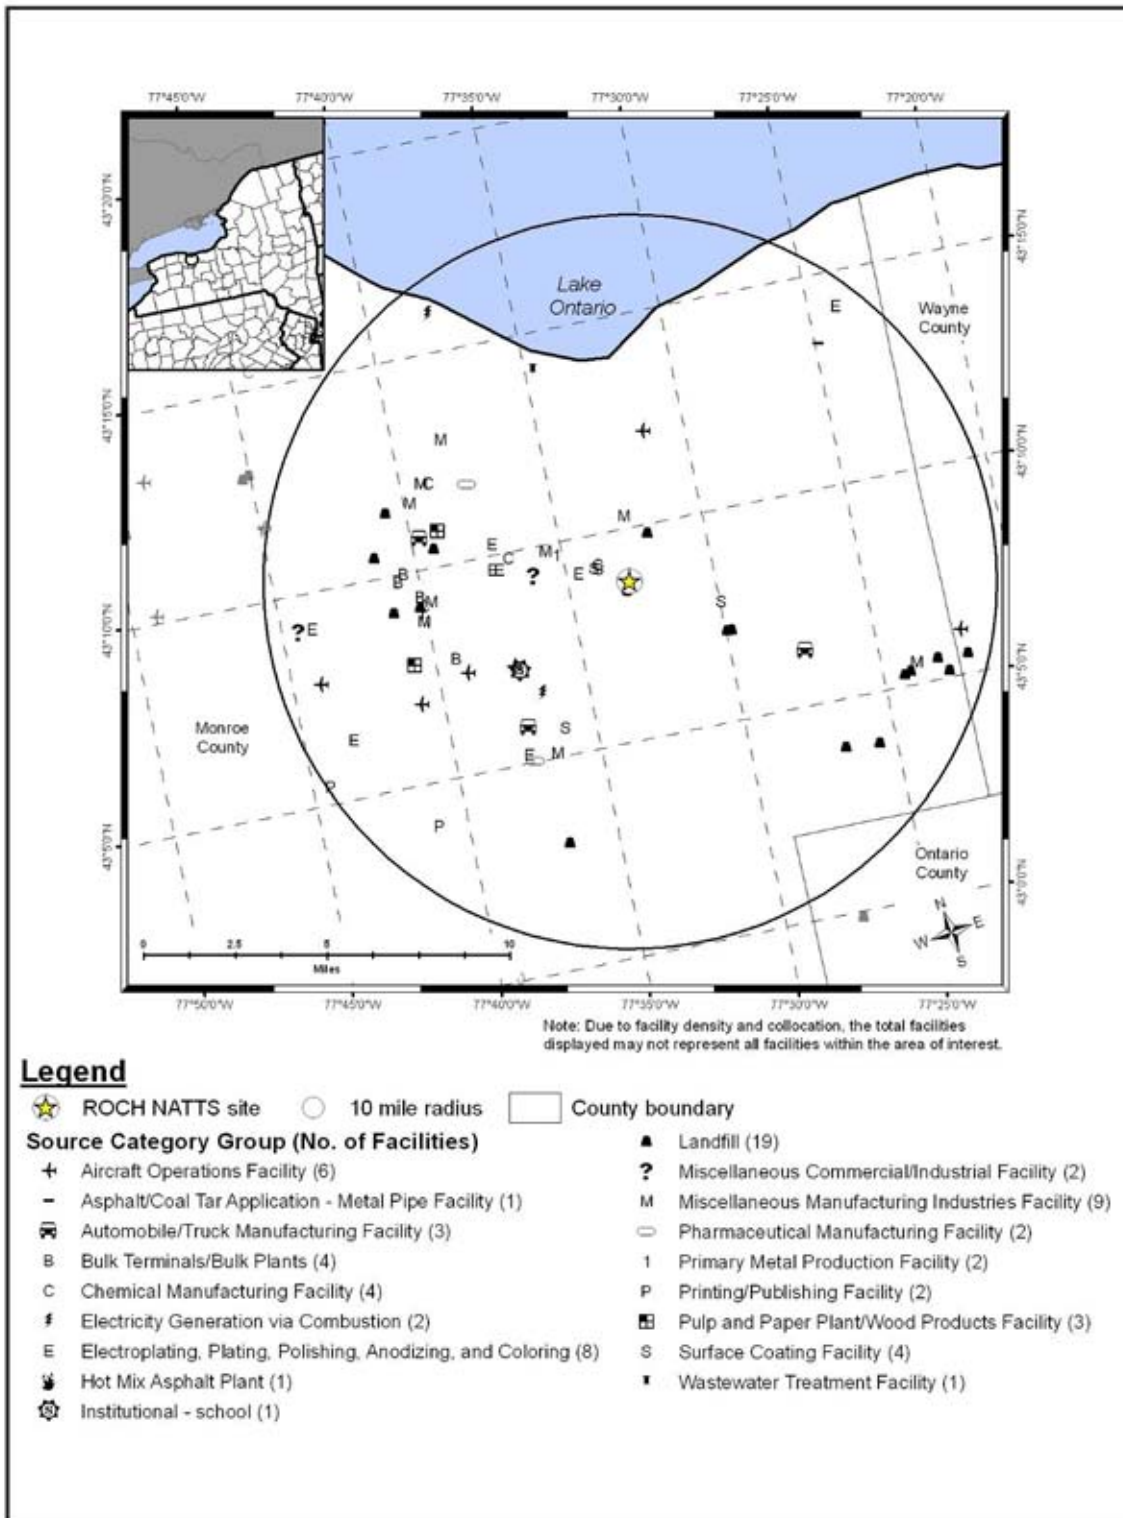 77°45'0"W 77°40'0"W 77°35'0"W 77°30'0"W 77°25'0"W 77°20'0"W
43°20'0"N
43°15'0"N
43°10'0"N
43°5'0"N
43°15'0"N
43°10'0"N
43°5'0"N
43°0'0"N
Lake
Ontario
Wayne
County
Monroe
County
Ontario
County
N
E
W
S
0 2.5 5 10
Miles
77°50'0"W 77°45'0"W 77°40'0"W 77°35'0"W 77°30'0"W 77°25'0"W
Note: Due to facility density and collocation, the total facilities
displayed may not represent all facilities within the area of interest.
Legend
ROCH NATTS site 10 mile radius County boundary
Source Category Group (No. of Facilities)
Aircraft Operations Facility (6)
Asphalt/Coal Tar Application - Metal Pipe Facility (1)
Automobile/Truck Manufacturing Facility (3)
B Bulk Terminals/Bulk Plants (4)
C Chemical Manufacturing Facility (4)
Electricity Generation via Combustion (2)
E Electroplating, Plating, Polishing, Anodizing, and Coloring (8)
Hot Mix Asphalt Plant (1)
S Institutional - school (1)
Landfill (19)
? Miscellaneous Commercial/Industrial Facility (2)
M Miscellaneous Manufacturing Industries Facility (9)
Pharmaceutical Manufacturing Facility (2)
1 Primary Metal Production Facility (2)
P Printing/Publishing Facility (2)
Pulp and Paper Plant/Wood Products Facility (3)
S Surface Coating Facility (4)
Wastewater Treatment Facility (1)